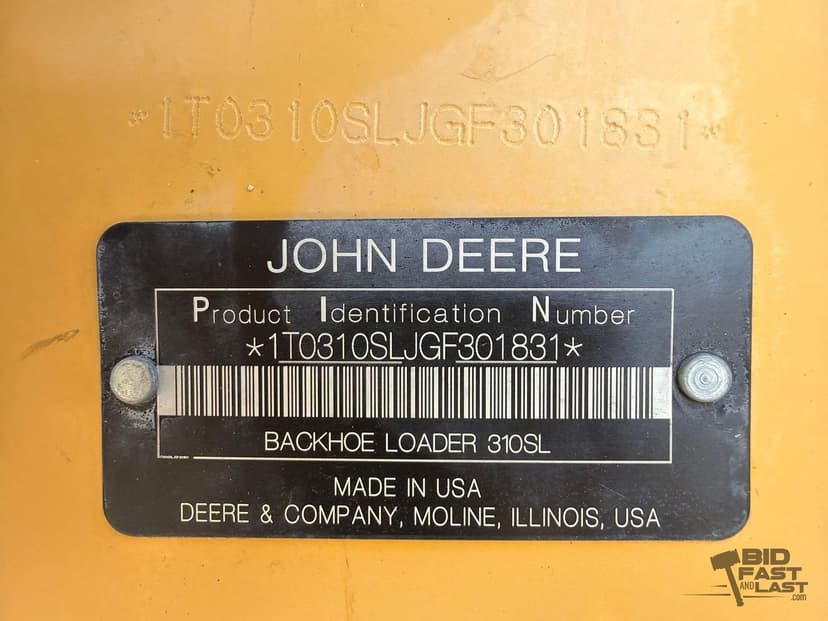 *1T0310SLJGF301831*
JOHN DEERE
Product Identification Number
*1T0310SLJGF301831*
BACKHOE LOADER 310SL
MADE IN USA
DEERE & COMPANY, MOLINE, ILLINOIS, USA
BID
FAST
AND LAST
.com